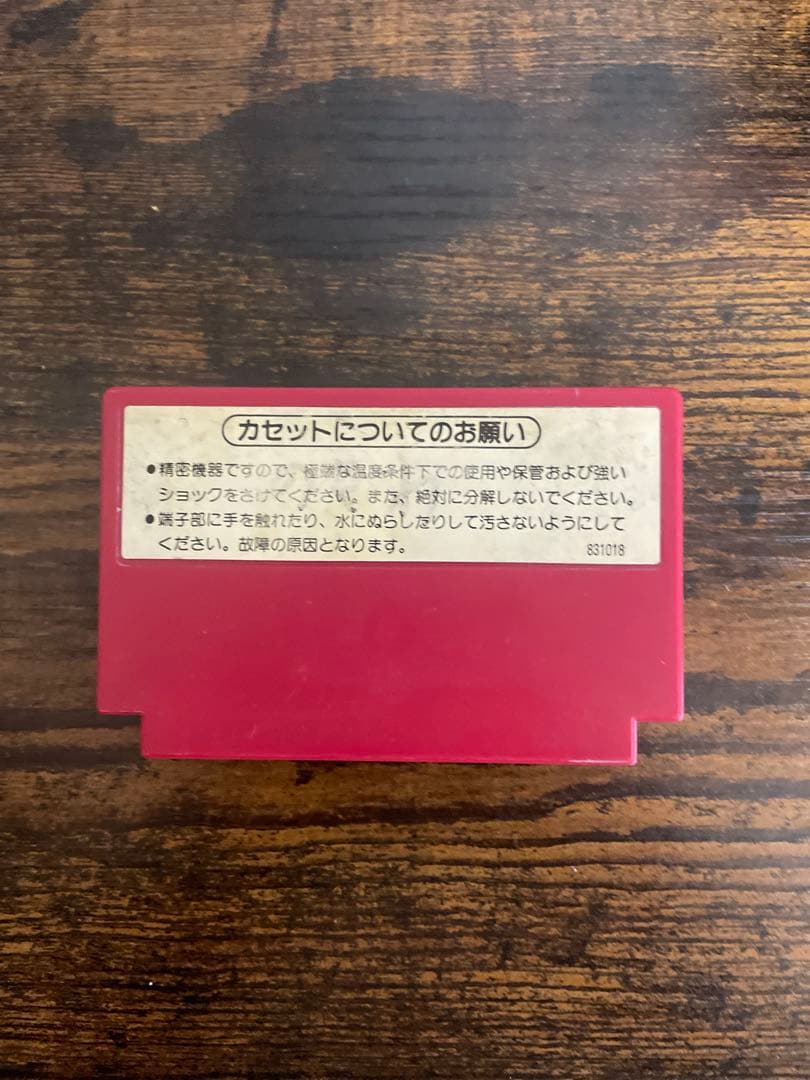 カセットについてのお願い
●精密機器ですので、極端な温度条件下での使用や保管および強い
ショックをさけてください。また、絶対に分解しないでください。
●端子部に手を触れたり、水にぬらしたりして汚さないようにして
ください。故障の原因となります。 831018